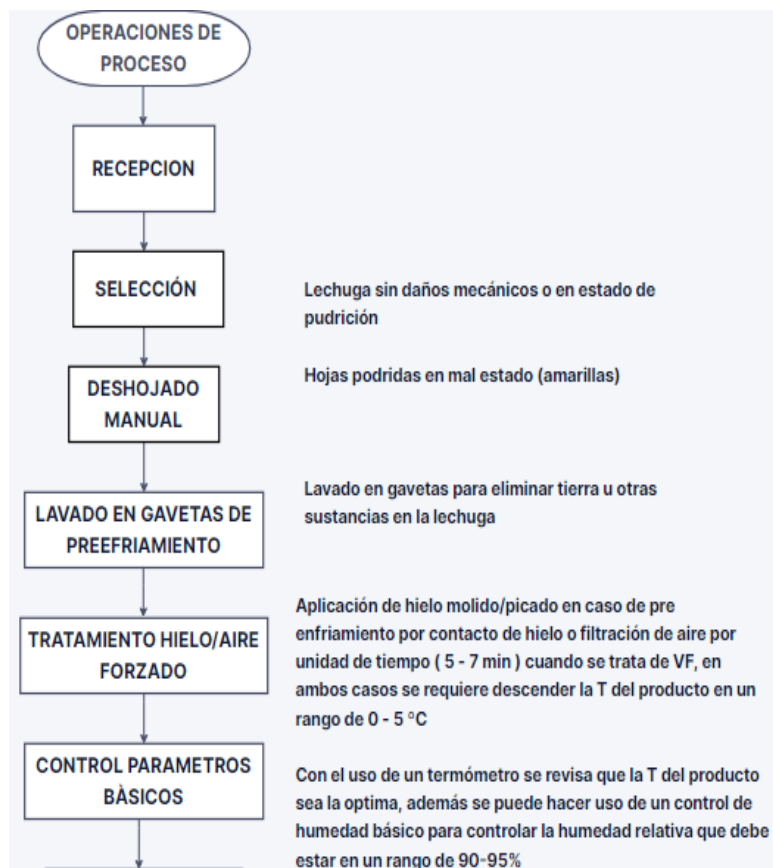 OPERACIONES DE
PROCESO
RECEPCION
SELECCIÓN
Lechuga sin daños mecánicos o en estado de
pudrición
DESHOJADO
MANUAL
Hojas podridas en mal estado (amarillas)
LAVADO EN GAVETAS DE
PREEFRIAMIENTO
Lavado en gavetas para eliminar tierra u otras
sustancias en la lechuga
TRATAMIENTO HIELO/AIRE
FORZADO
Aplicación de hielo molido/picado en caso de pre
enfriamiento por contacto de hielo o filtración de aire por
unidad de tiempo ( 5 - 7 min ) cuando se trata de VF, en
ambos casos se requiere descender la T del producto en un
rango de 0 - 5 °C
CONTROL PARAMETROS
BÀSICOS
Con el uso de un termómetro se revisa que la T del producto
sea la optima, además se puede hacer uso de un control de
humedad básico para controlar la humedad relativa que debe
estar en un rango de 90-95%